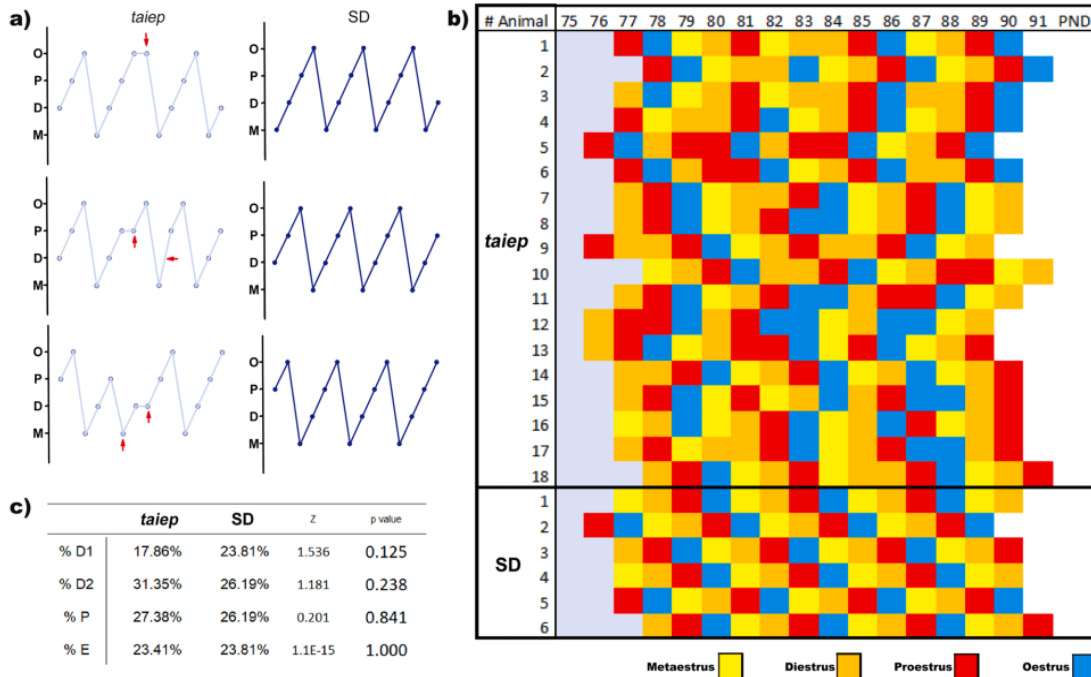 a)
taiep
SD
O
P
D
M
O
P
D
M
O
P
D
M
O
P
D
M
O
P
D
M
O
P
D
M
b)
# Animal 75 76 77 78 79 80 81 82 83 84 85 86 87 88 89 90 91 PND
taiep
1
2
3
4
5
6
7
8
9
10
11
12
13
14
15
16
17
18
SD
1
2
3
4
5
6
Metaestrus Diestrus Proestrus Oestrus
c)
taiep SD Z p value
% D1 17.86% 23.81% 1.536 0.125
% D2 31.35% 26.19% 1.181 0.238
% P 27.38% 26.19% 0.201 0.841
% E 23.41% 23.81% 1.1E-15 1.000